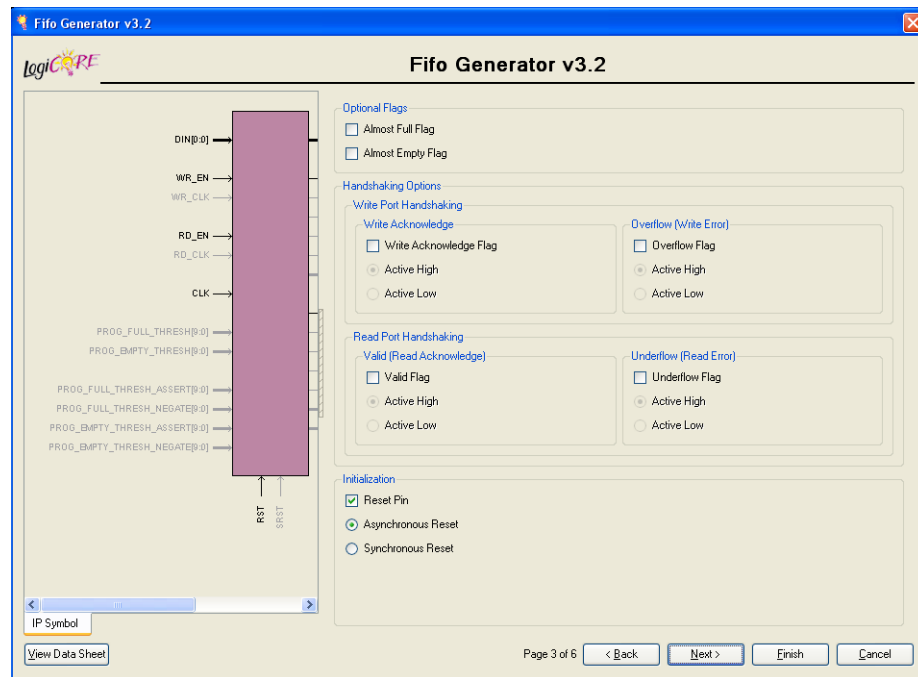 Fifo Generator v3.2
LogiCORE
Fifo Generator v3.2
DIN[0:0]
WR_EN
WR_CLK
RD_EN
RD_CLK
CLK
PROG_FULL_THRESH[9:0]
PROG_EMPTY_THRESH[9:0]
PROG_FULL_THRESH_ASSERT[9:0]
PROG_FULL_THRESH_NEGATE[9:0]
PROG_EMPTY_THRESH_ASSERT[9:0]
PROG_EMPTY_THRESH_NEGATE[9:0]
RST
SRST
IP Symbol
Optional Flags
Almost Full Flag
Almost Empty Flag
Handshaking Options
Write Port Handshaking
Write Acknowledge
Write Acknowledge Flag
Active High
Active Low
Overflow (Write Error)
Overflow Flag
Active High
Active Low
Read Port Handshaking
Valid (Read Acknowledge)
Valid Flag
Active High
Active Low
Underflow (Read Error)
Underflow Flag
Active High
Active Low
Initialization
Reset Pin
Asynchronous Reset
Synchronous Reset
View Data Sheet
Page 3 of 6
< Back
Next >
Finish
Cancel